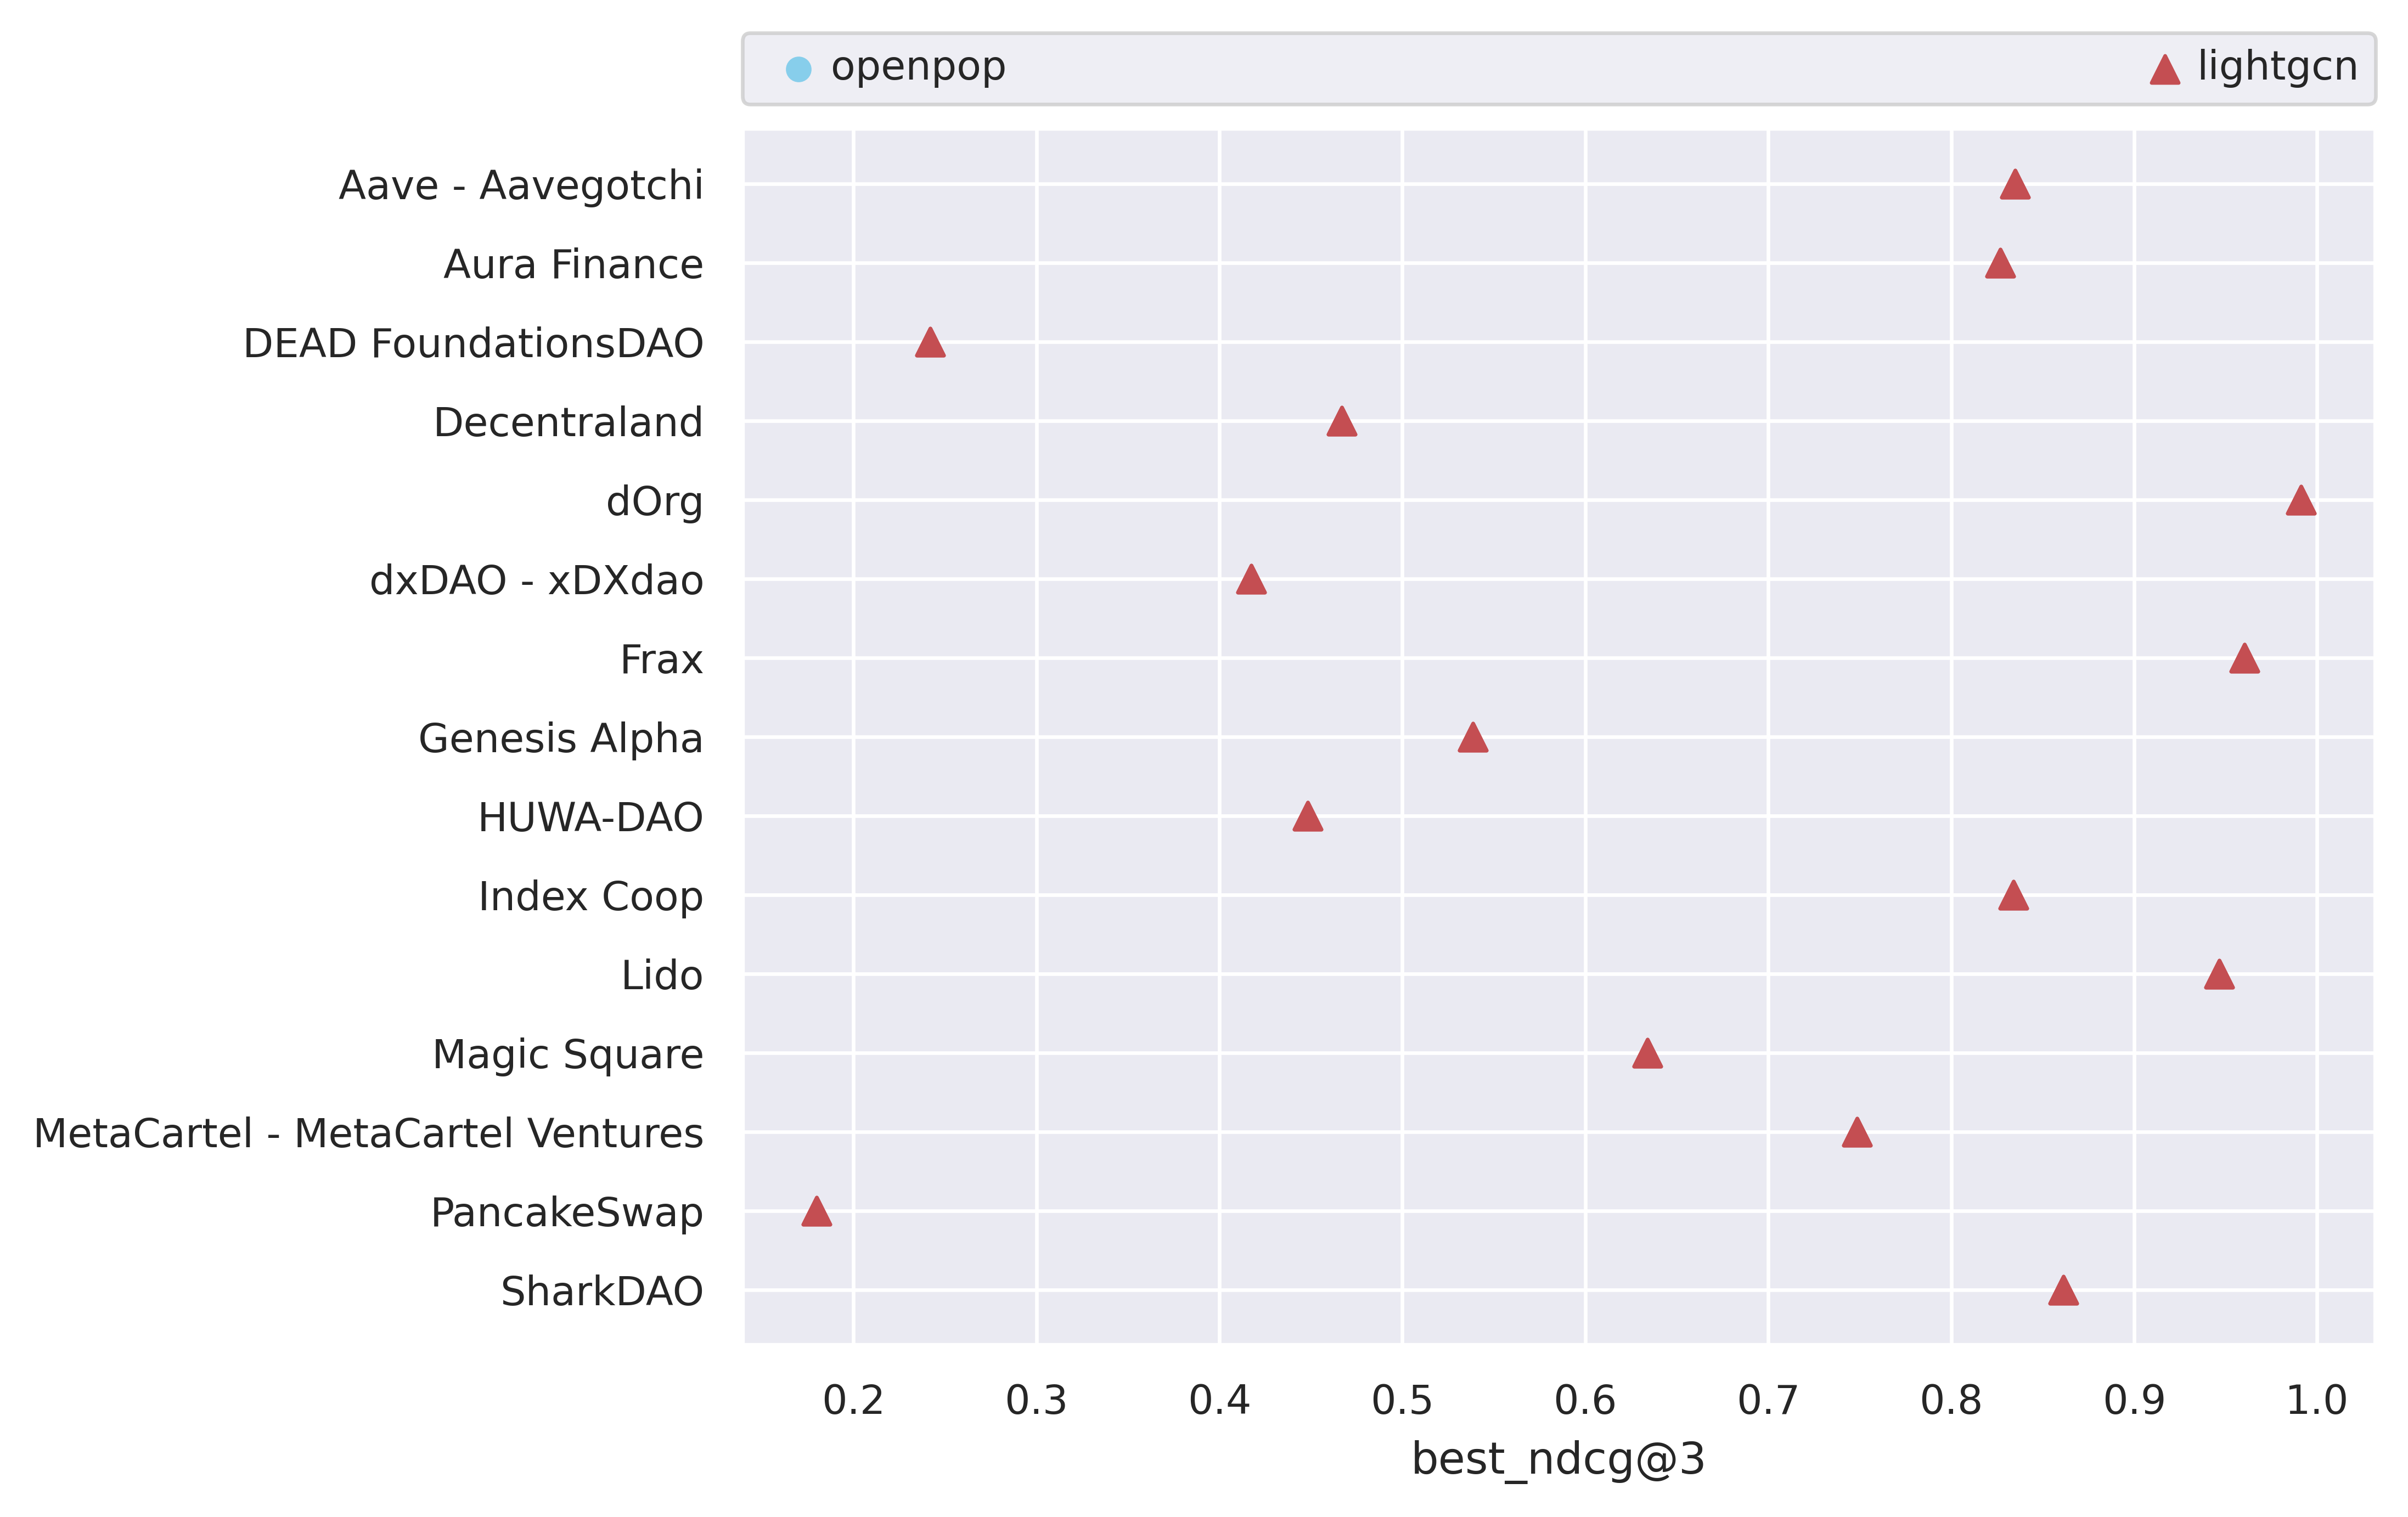 openpop lightgcn
Aave - Aavegotchi
Aura Finance
DEAD FoundationsDAO
Decentraland
dOrg
dxDAO - xDXdao
Frax
Genesis Alpha
HUWA-DAO
Index Coop
Lido
Magic Square
MetaCartel - MetaCartel Ventures
PancakeSwap
SharkDAO
0.2 0.3 0.4 0.5 0.6 0.7 0.8 0.9 1.0
best_ndcg@3